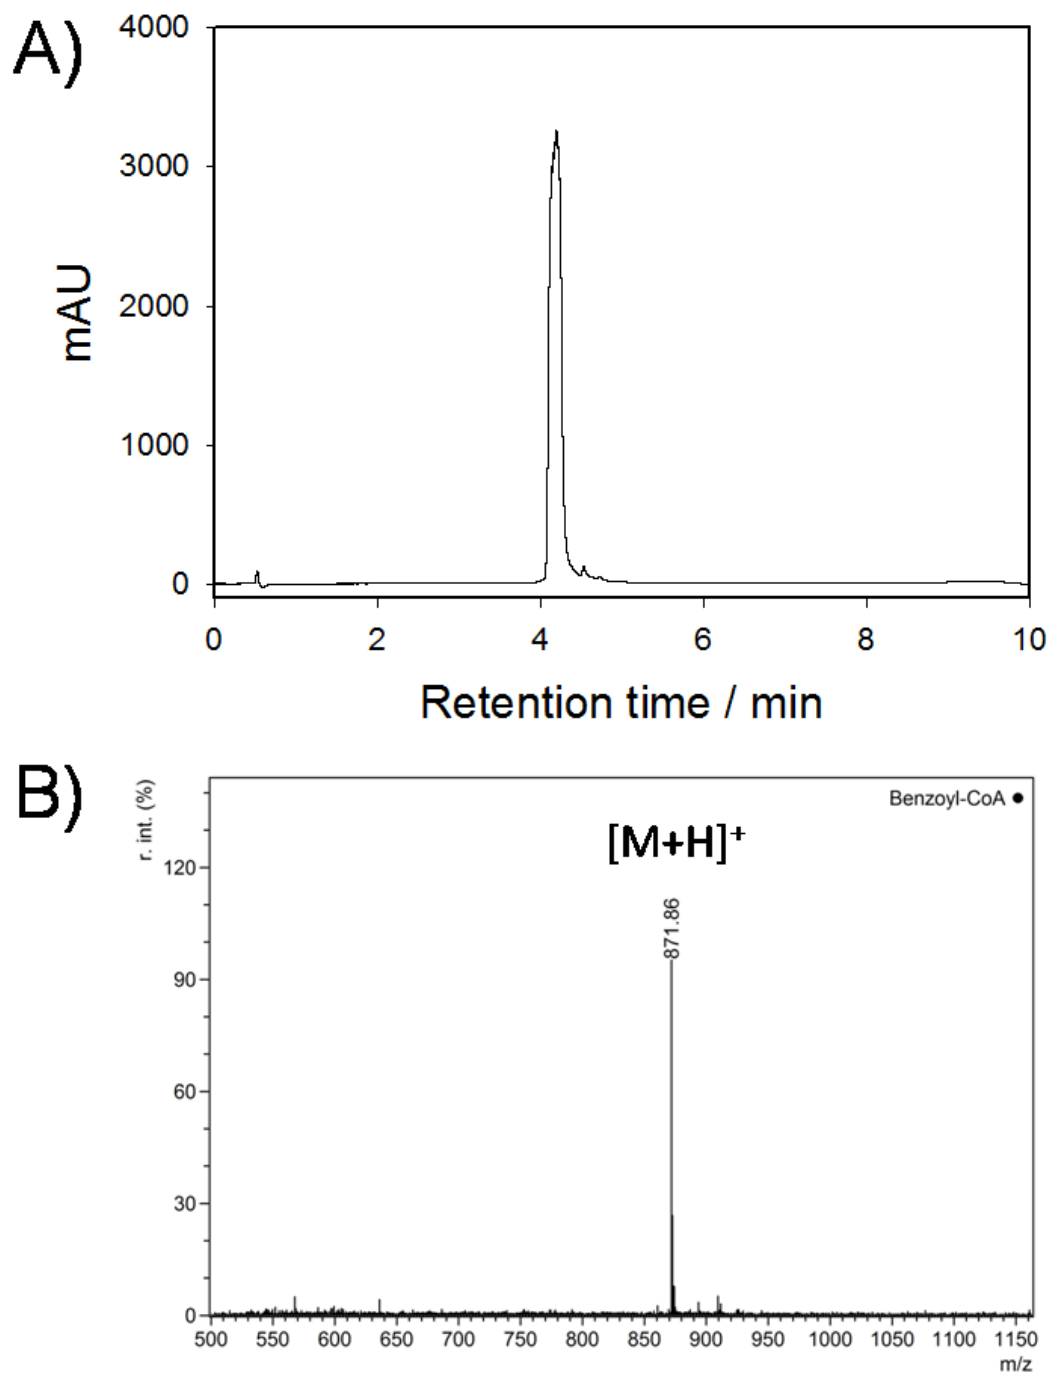 A)
4000
3000
2000
1000
0
mAU
0 2 4 6 8 10
Retention time / min
B)
r. int. (%)
Benzoyl-CoA ●
[M+H]+
871.86
120
90
60
30
0
500 550 600 650 700 750 800 850 900 950 1000 1050 1100 1150
m/z